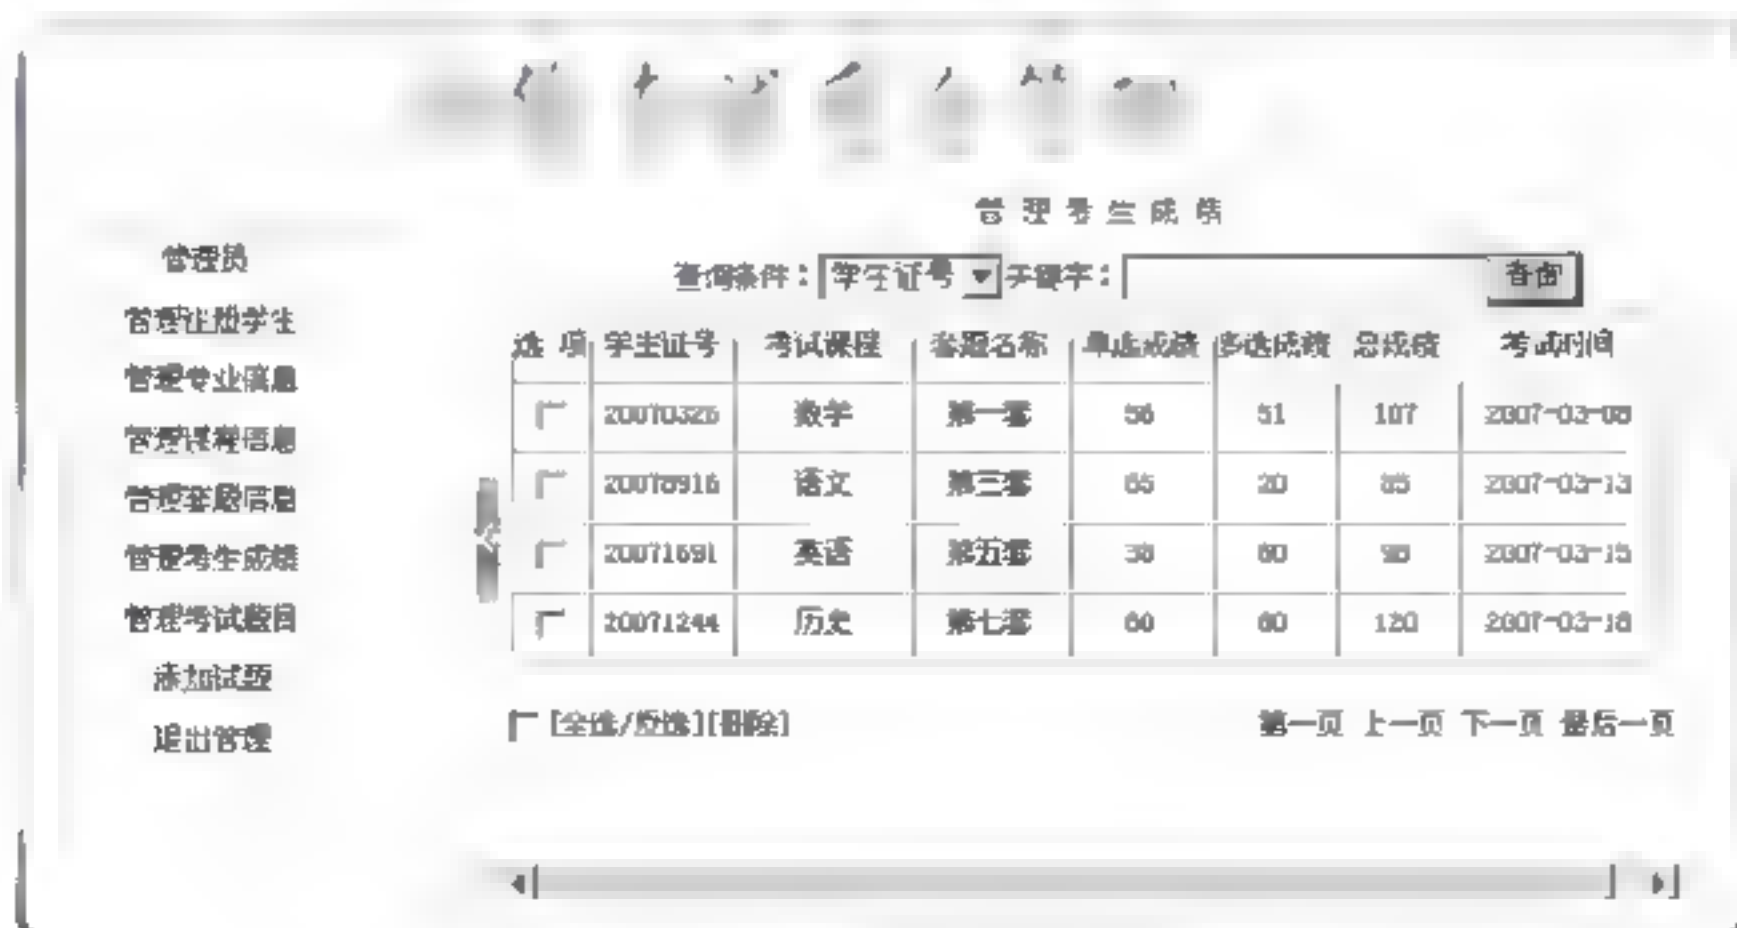 管理考生成绩
管理员
查询条件：学生证号 关键字： 查询
管理注册学生
选 项 学生证号 考试课程 套题名称 单选成绩 多选成绩 总成绩 考试时间
管理专业信息
20070326 数学 第一套 56 51 107 2007-03-08
管理课程信息
20078916 语文 第三套 65 20 85 2007-03-13
管理套题信息
20071691 英语 第五套 60 2007-03-15
管理考生成绩
20071244 历史 第七套 60 60 120 2007-03-16
管理考试题目
添加试题
[全选/反选][删除] 第一页 上一页 下一页 最后一页
退出管理